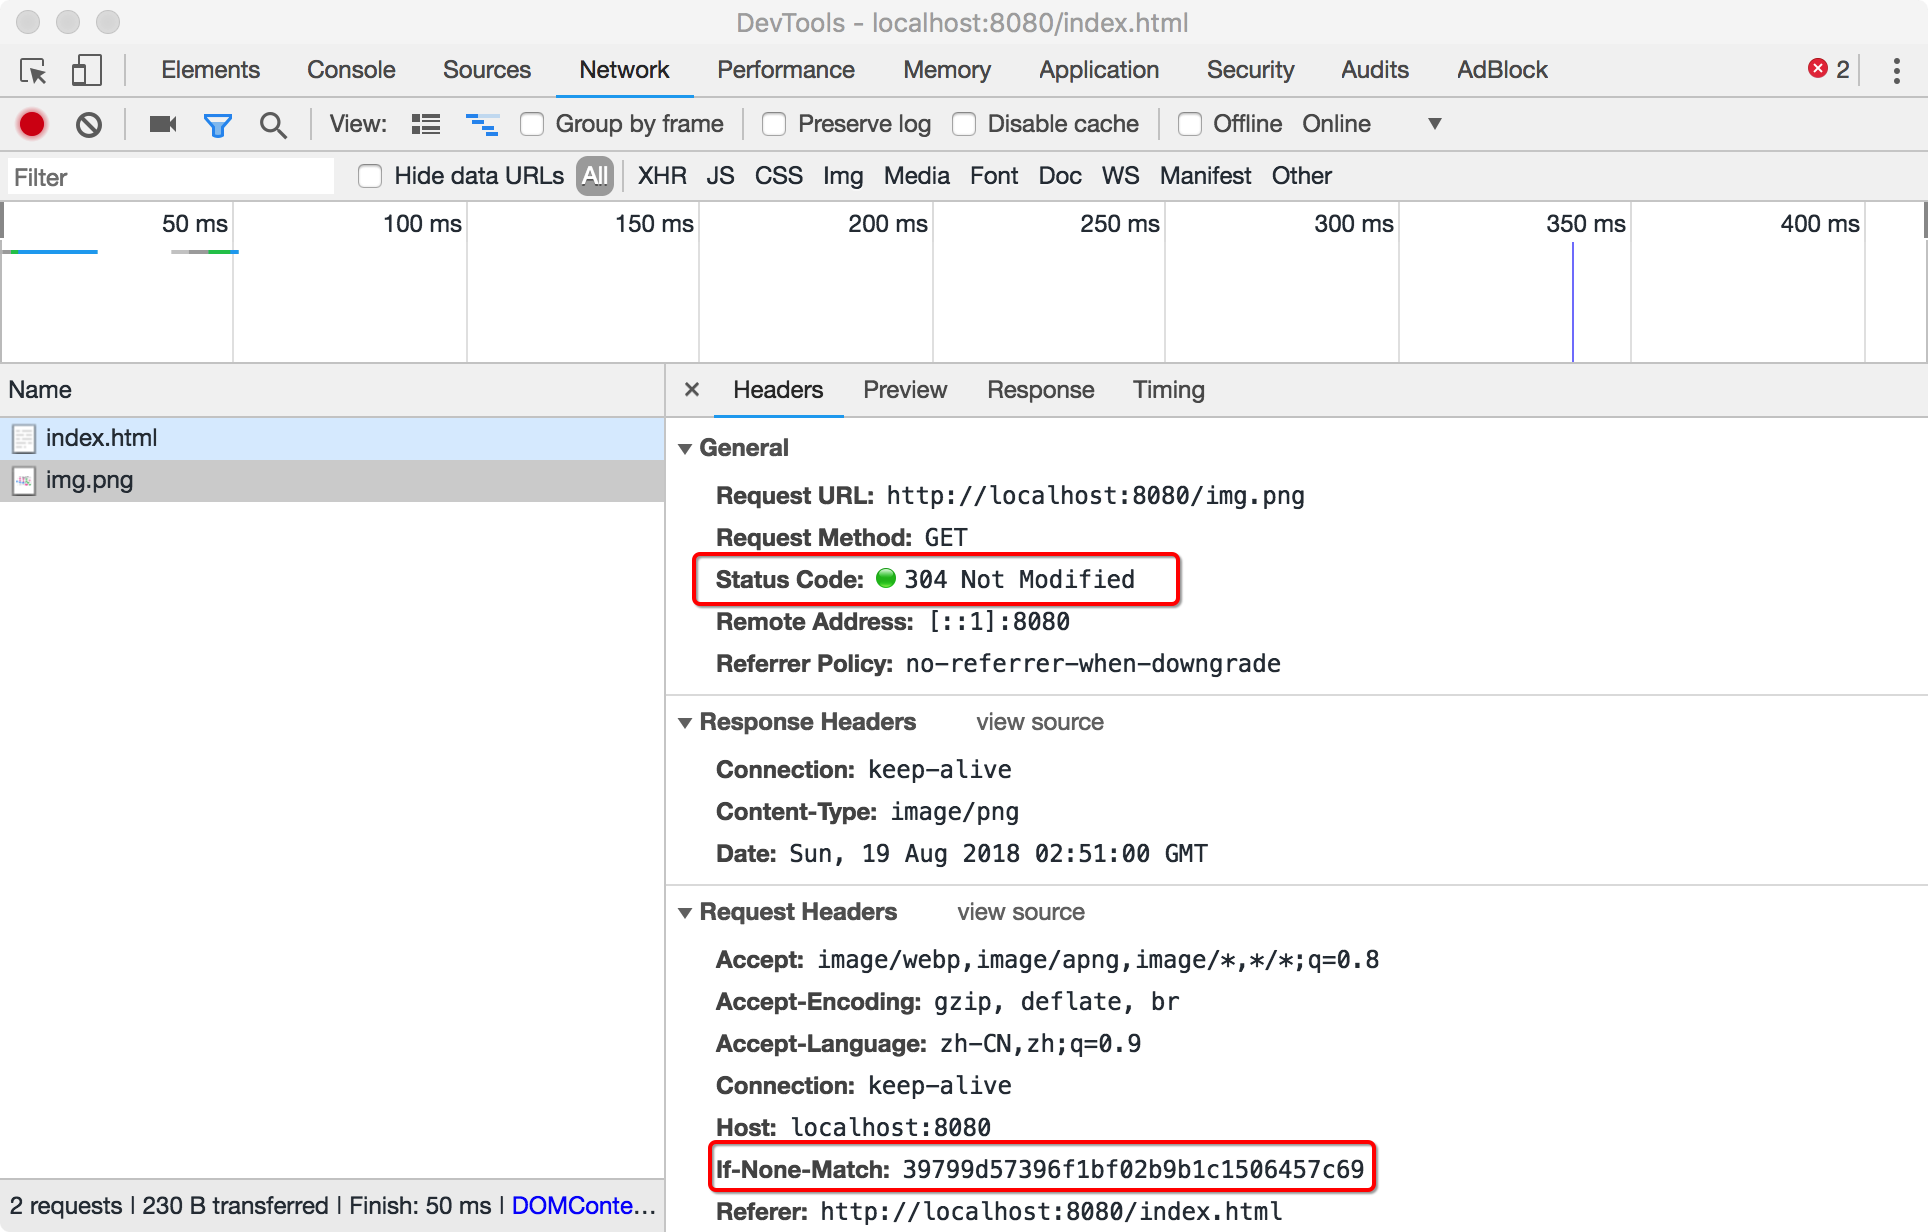 DevTools - localhost:8080/index.html
Elements Console Sources Network Performance Memory Application Security Audits AdBlock 2
View: Group by frame Preserve log Disable cache Offline Online
Filter Hide data URLs All XHR JS CSS Img Media Font Doc WS Manifest Other
50 ms 100 ms 150 ms 200 ms 250 ms 300 ms 350 ms 400 ms
Name
index.html
img.png
Headers Preview Response Timing
General
Request URL: http://localhost:8080/img.png
Request Method: GET
Status Code: 304 Not Modified
Remote Address: [::1]:8080
Referrer Policy: no-referrer-when-downgrade
Response Headers view source
Connection: keep-alive
Content-Type: image/png
Date: Sun, 19 Aug 2018 02:51:00 GMT
Request Headers view source
Accept: image/webp,image/apng,image/*,*/*;q=0.8
Accept-Encoding: gzip, deflate, br
Accept-Language: zh-CN,zh;q=0.9
Connection: keep-alive
Host: localhost:8080
If-None-Match: 39799d57396f1bf02b9b1c1506457c69
Referer: http://localhost:8080/index.html
2 requests | 230 B transferred | Finish: 50 ms | DOMConte...